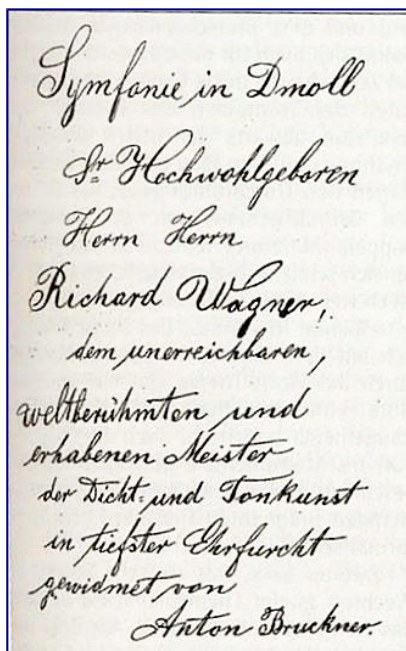 Symfonie in Dmoll
Sr Hochwohlgeboren
Herrn Herrn
Richard Wagner,
dem unerreichbaren,
weltberühmten und
erhabenen Meister
der Dicht- und Tonkunst
in tiefster Ehrfurcht
gewidmet von
Anton Bruckner.